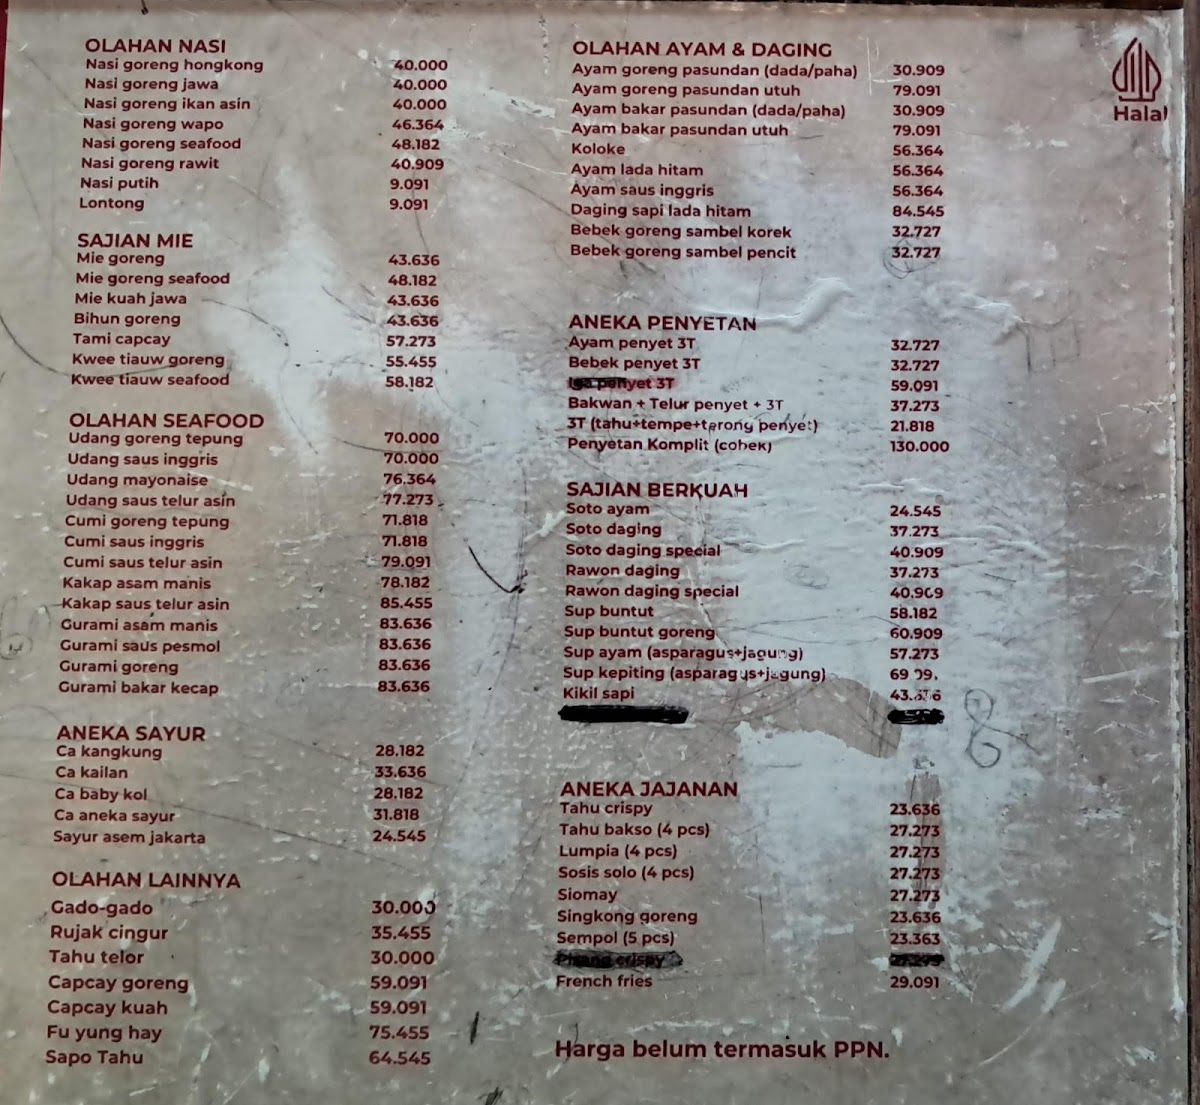 OLAHAN NASI
Nasi goreng hongkong 40.000
Nasi goreng jawa 40.000
Nasi goreng ikan asin 40.000
Nasi goreng wapo 46.364
Nasi goreng seafood 48.182
Nasi goreng rawit 40.909
Nasi putih 9.091
Lontong 9.091
SAJIAN MIE
Mie goreng 43.636
Mie goreng seafood 48.182
Mie kuah jawa 43.636
Bihun goreng 43.636
Tami capcay 57.273
Kwee tiauw goreng 55.455
Kwee tiauw seafood 58.182
OLAHAN SEAFOOD
Udang goreng tepung 70.000
Udang saus inggris 70.000
Udang mayonaise 76.364
Udang saus telur asin 77.273
Cumi goreng tepung 71.818
Cumi saus inggris 71.818
Cumi saus telur asin 79.091
Kakap asam manis 78.182
Kakap saus telur asin 85.455
Gurami asam manis 83.636
Gurami saus pesmol 83.636
Gurami goreng 83.636
Gurami bakar kecap 83.636
ANEKA SAYUR
Ca kangkung 28.182
Ca kailan 33.636
Ca baby kol 28.182
Ca aneka sayur 31.818
Sayur asem jakarta 24.545
OLAHAN LAINNYA
Gado-gado 30.000
Rujak cingur 35.455
Tahu telor 30.000
Capcay goreng 59.091
Capcay kuah 59.091
Fu yung hay 75.455
Sapo Tahu 64.545
OLAHAN AYAM & DAGING
Ayam goreng pasundan (dada/paha) 30.909
Ayam goreng pasundan utuh 79.091
Ayam bakar pasundan (dada/paha) 30.909
Ayam bakar pasundan utuh 79.091
Koloke 56.364
Ayam lada hitam 56.364
Ayam saus inggris 56.364
Daging sapi lada hitam 84.545
Bebek goreng sambel korek 32.727
Bebek goreng sambel pencit 32.727
ANEKA PENYETAN
Ayam penyet 3T 32.727
Bebek penyet 3T 32.727
Iga penyet 3T 59.091
Bakwan + Telur penyet + 3T 37.273
3T (tahu+tempe+terong penyet) 21.818
Penyetan Komplit (cobek) 130.000
SAJIAN BERKUAH
Soto ayam 24.545
Soto daging 37.273
Soto daging special 40.909
Rawon daging 37.273
Rawon daging special 40.909
Sup buntut 58.182
Sup buntut goreng 60.909
Sup ayam (asparagus+jagung) 57.273
Sup kepiting (asparagus+jagung)
Kikil sapi
ANEKA JAJANAN
Tahu crispy 23.636
Tahu bakso (4 pcs) 27.273
Lumpia (4 pcs) 27.273
Sosis solo (4 pcs) 27.273
Siomay 27.273
Singkong goreng 23.636
Sempol (5 pcs) 23.363
Pisang crispy
French fries 29.091
Harga belum termasuk PPN.
Halal